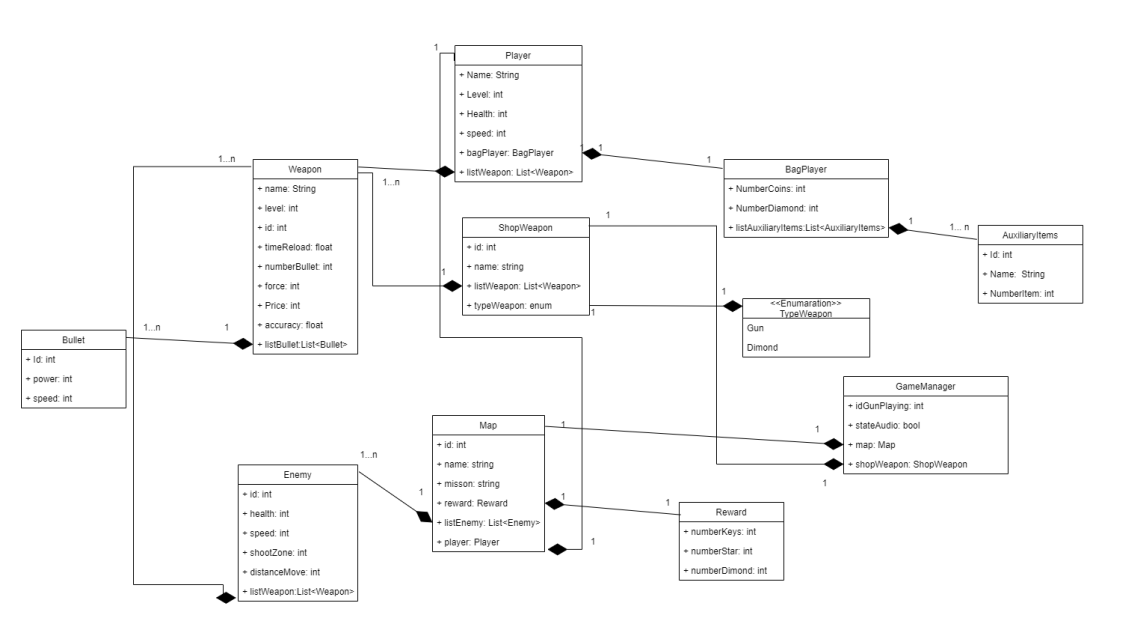 1
Player
+ Name: String
+ Level: int
+ Health: int
+ speed: int
+ bagPlayer: BagPlayer
+ listWeapon: List<Weapon>
1
1
1
1...n
Weapon
+ name: String
+ level: int
+ id: int
+ timeReload: float
+ numberBullet: int
+ force: int
+ Price: int
+ accuracy: float
+ listBullet:List<Bullet>
1...n
BagPlayer
+ NumberCoins: int
+ NumberDiamond: int
+ listAuxiliaryItems:List<AuxiliaryItems>
1
1... n
AuxiliaryItems
+ Id: int
+ Name: String
+ NumberItem: int
ShopWeapon
+ id: int
+ name: string
+ listWeapon: List<Weapon>
+ typeWeapon: enum
1
1
1
1
<<Enumaration>>
TypeWeapon
Gun
Dimond
1...n
1
Bullet
+ Id: int
+ power: int
+ speed: int
GameManager
+ idGunPlaying: int
+ stateAudio: bool
+ map: Map
+ shopWeapon: ShopWeapon
1
1
1
Map
+ id: int
+ name: string
+ misson: string
+ reward: Reward
+ listEnemy: List<Enemy>
+ player: Player
1...n
1
1
1
1
Enemy
+ id: int
+ health: int
+ speed: int
+ shootZone: int
+ distanceMove: int
+ listWeapon:List<Weapon>
Reward
+ numberKeys: int
+ numberStar: int
+ numberDimond: int